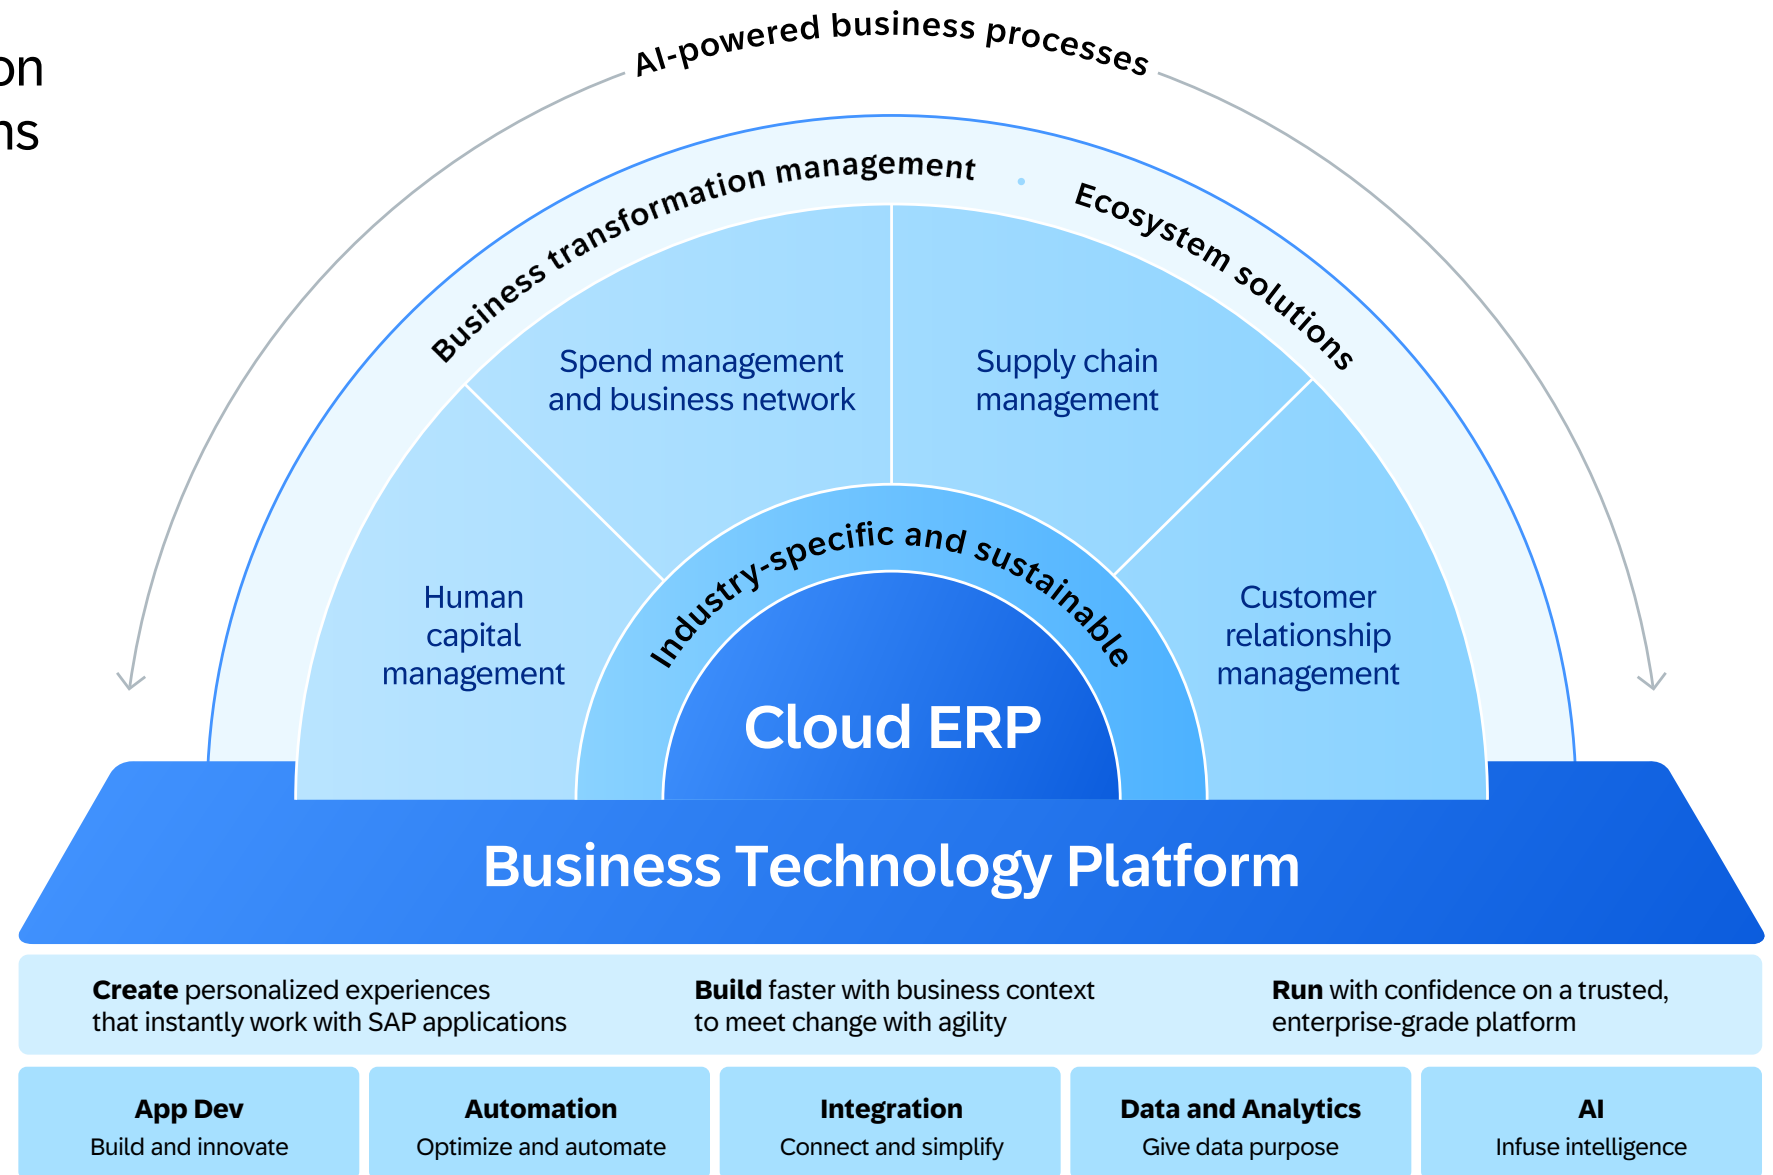 AI-powered business processes
Business transformation management · Ecosystem solutions
Spend management
and business network
Supply chain
management
Human
capital
management
Industry-specific and sustainable
Customer
relationship
management
Cloud ERP
Business Technology Platform
Create personalized experiences
that instantly work with SAP applications
Build faster with business context
to meet change with agility
Run with confidence on a trusted,
enterprise-grade platform
App Dev
Build and innovate
Automation
Optimize and automate
Integration
Connect and simplify
Data and Analytics
Give data purpose
AI
Infuse intelligence